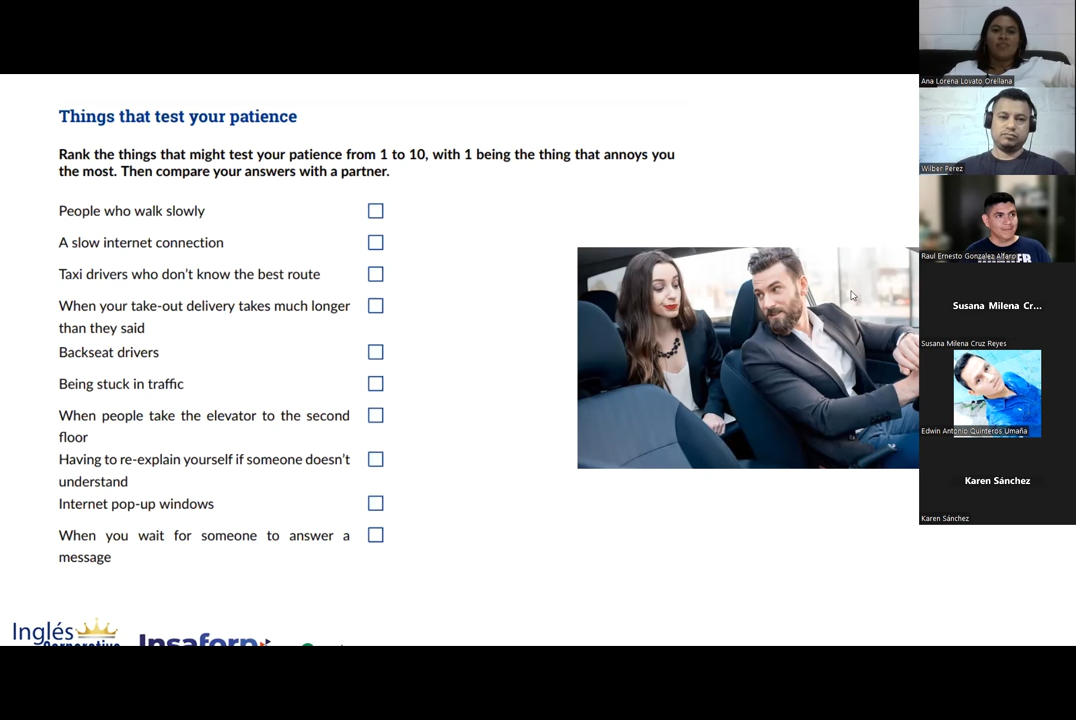 Things that test your patience
Rank the things that might test your patience from 1 to 10, with 1 being the thing that annoys you
the most. Then compare your answers with a partner.
People who walk slowly
A slow internet connection
Taxi drivers who don't know the best route
When your take-out delivery takes much longer
than they said
Backseat drivers
Being stuck in traffic
When people take the elevator to the second
floor
Having to re-explain yourself if someone doesn't
understand
Internet pop-up windows
When you wait for someone to answer a
message
Inglés
Corporativo
Insaforp
Ana Lorena Lovato Orellana
Wilber Perez
Raul Ernesto Gonzalez Alfaro
Susana Milena Cr...
Susana Milena Cruz Reyes
Edwin Antonio Quinteros Umaña
Karen Sánchez
Karen Sánchez